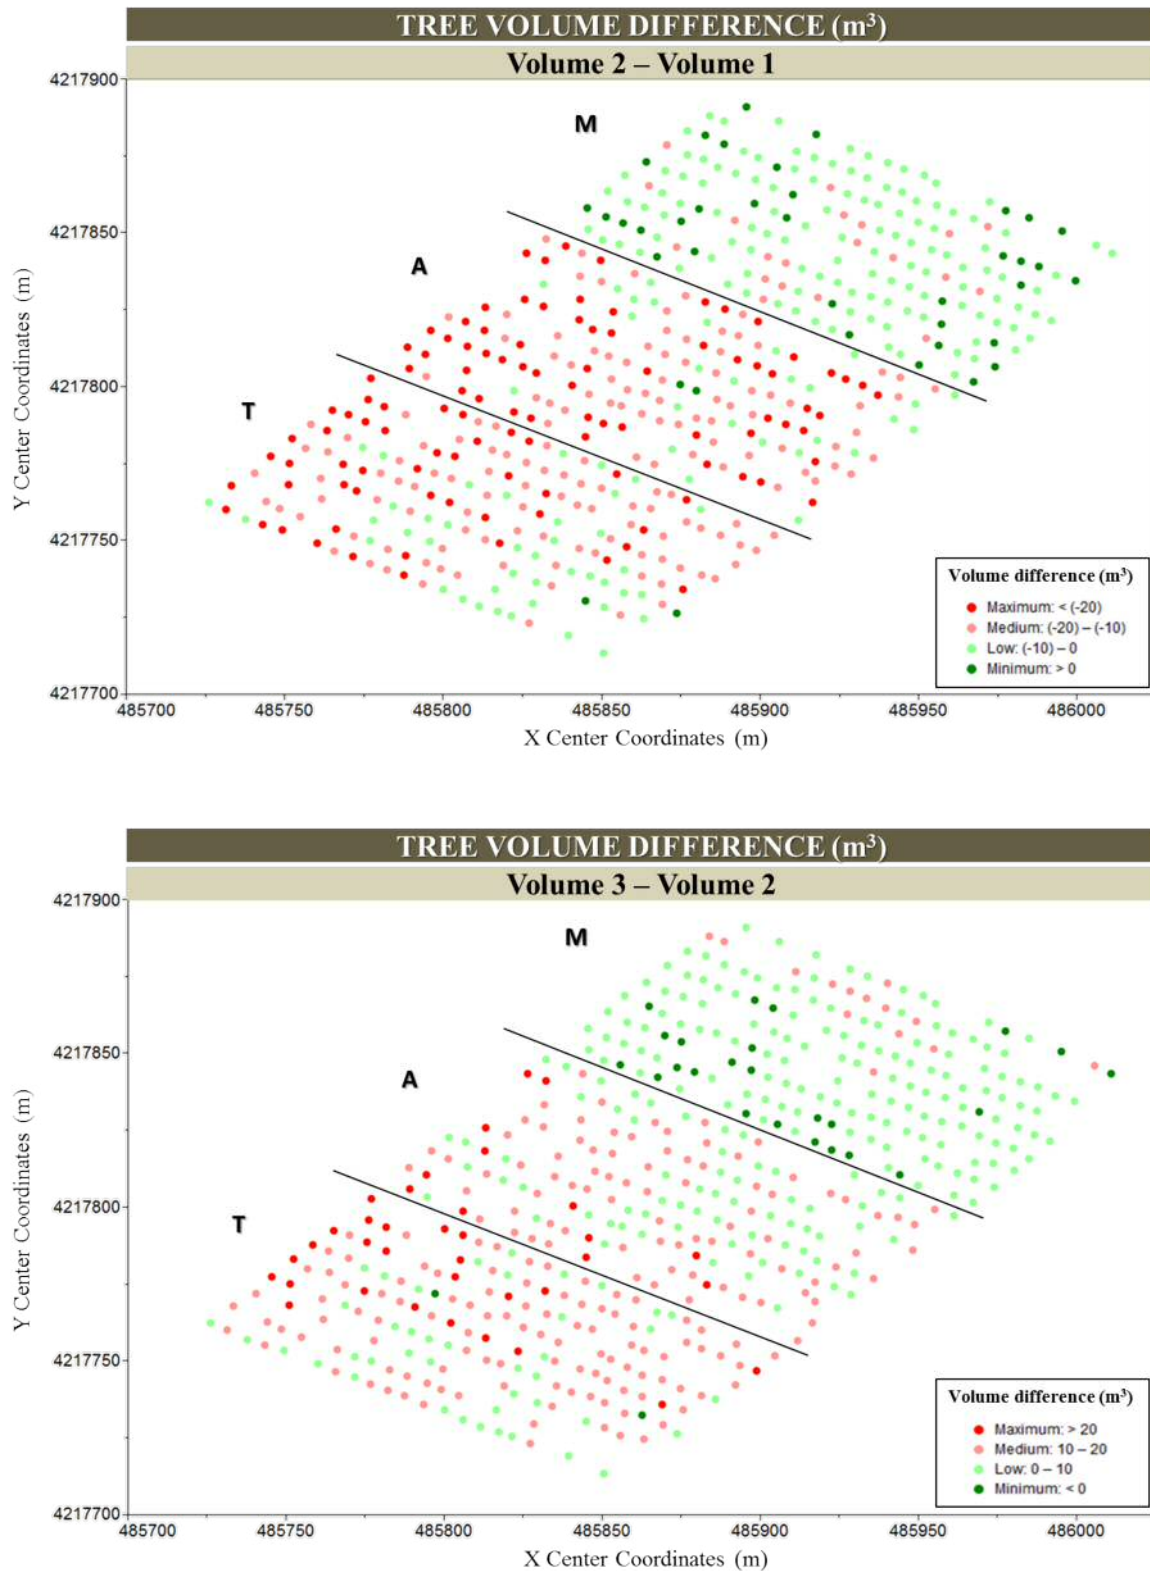 TREE VOLUME DIFFERENCE (m³)
Volume 2 – Volume 1
4217900
4217850
4217800
4217750
4217700
Y Center Coordinates (m)
M
A
T
Volume difference (m³)
Maximum: < (-20)
Medium: (-20) – (-10)
Low: (-10) – 0
Minimum: > 0
485700 485750 485800 485850 485900 485950 486000
X Center Coordinates (m)
TREE VOLUME DIFFERENCE (m³)
Volume 3 – Volume 2
4217900
4217850
4217800
4217750
4217700
Y Center Coordinates (m)
M
A
T
Volume difference (m³)
Maximum: > 20
Medium: 10 – 20
Low: 0 – 10
Minimum: < 0
485700 485750 485800 485850 485900 485950 486000
X Center Coordinates (m)